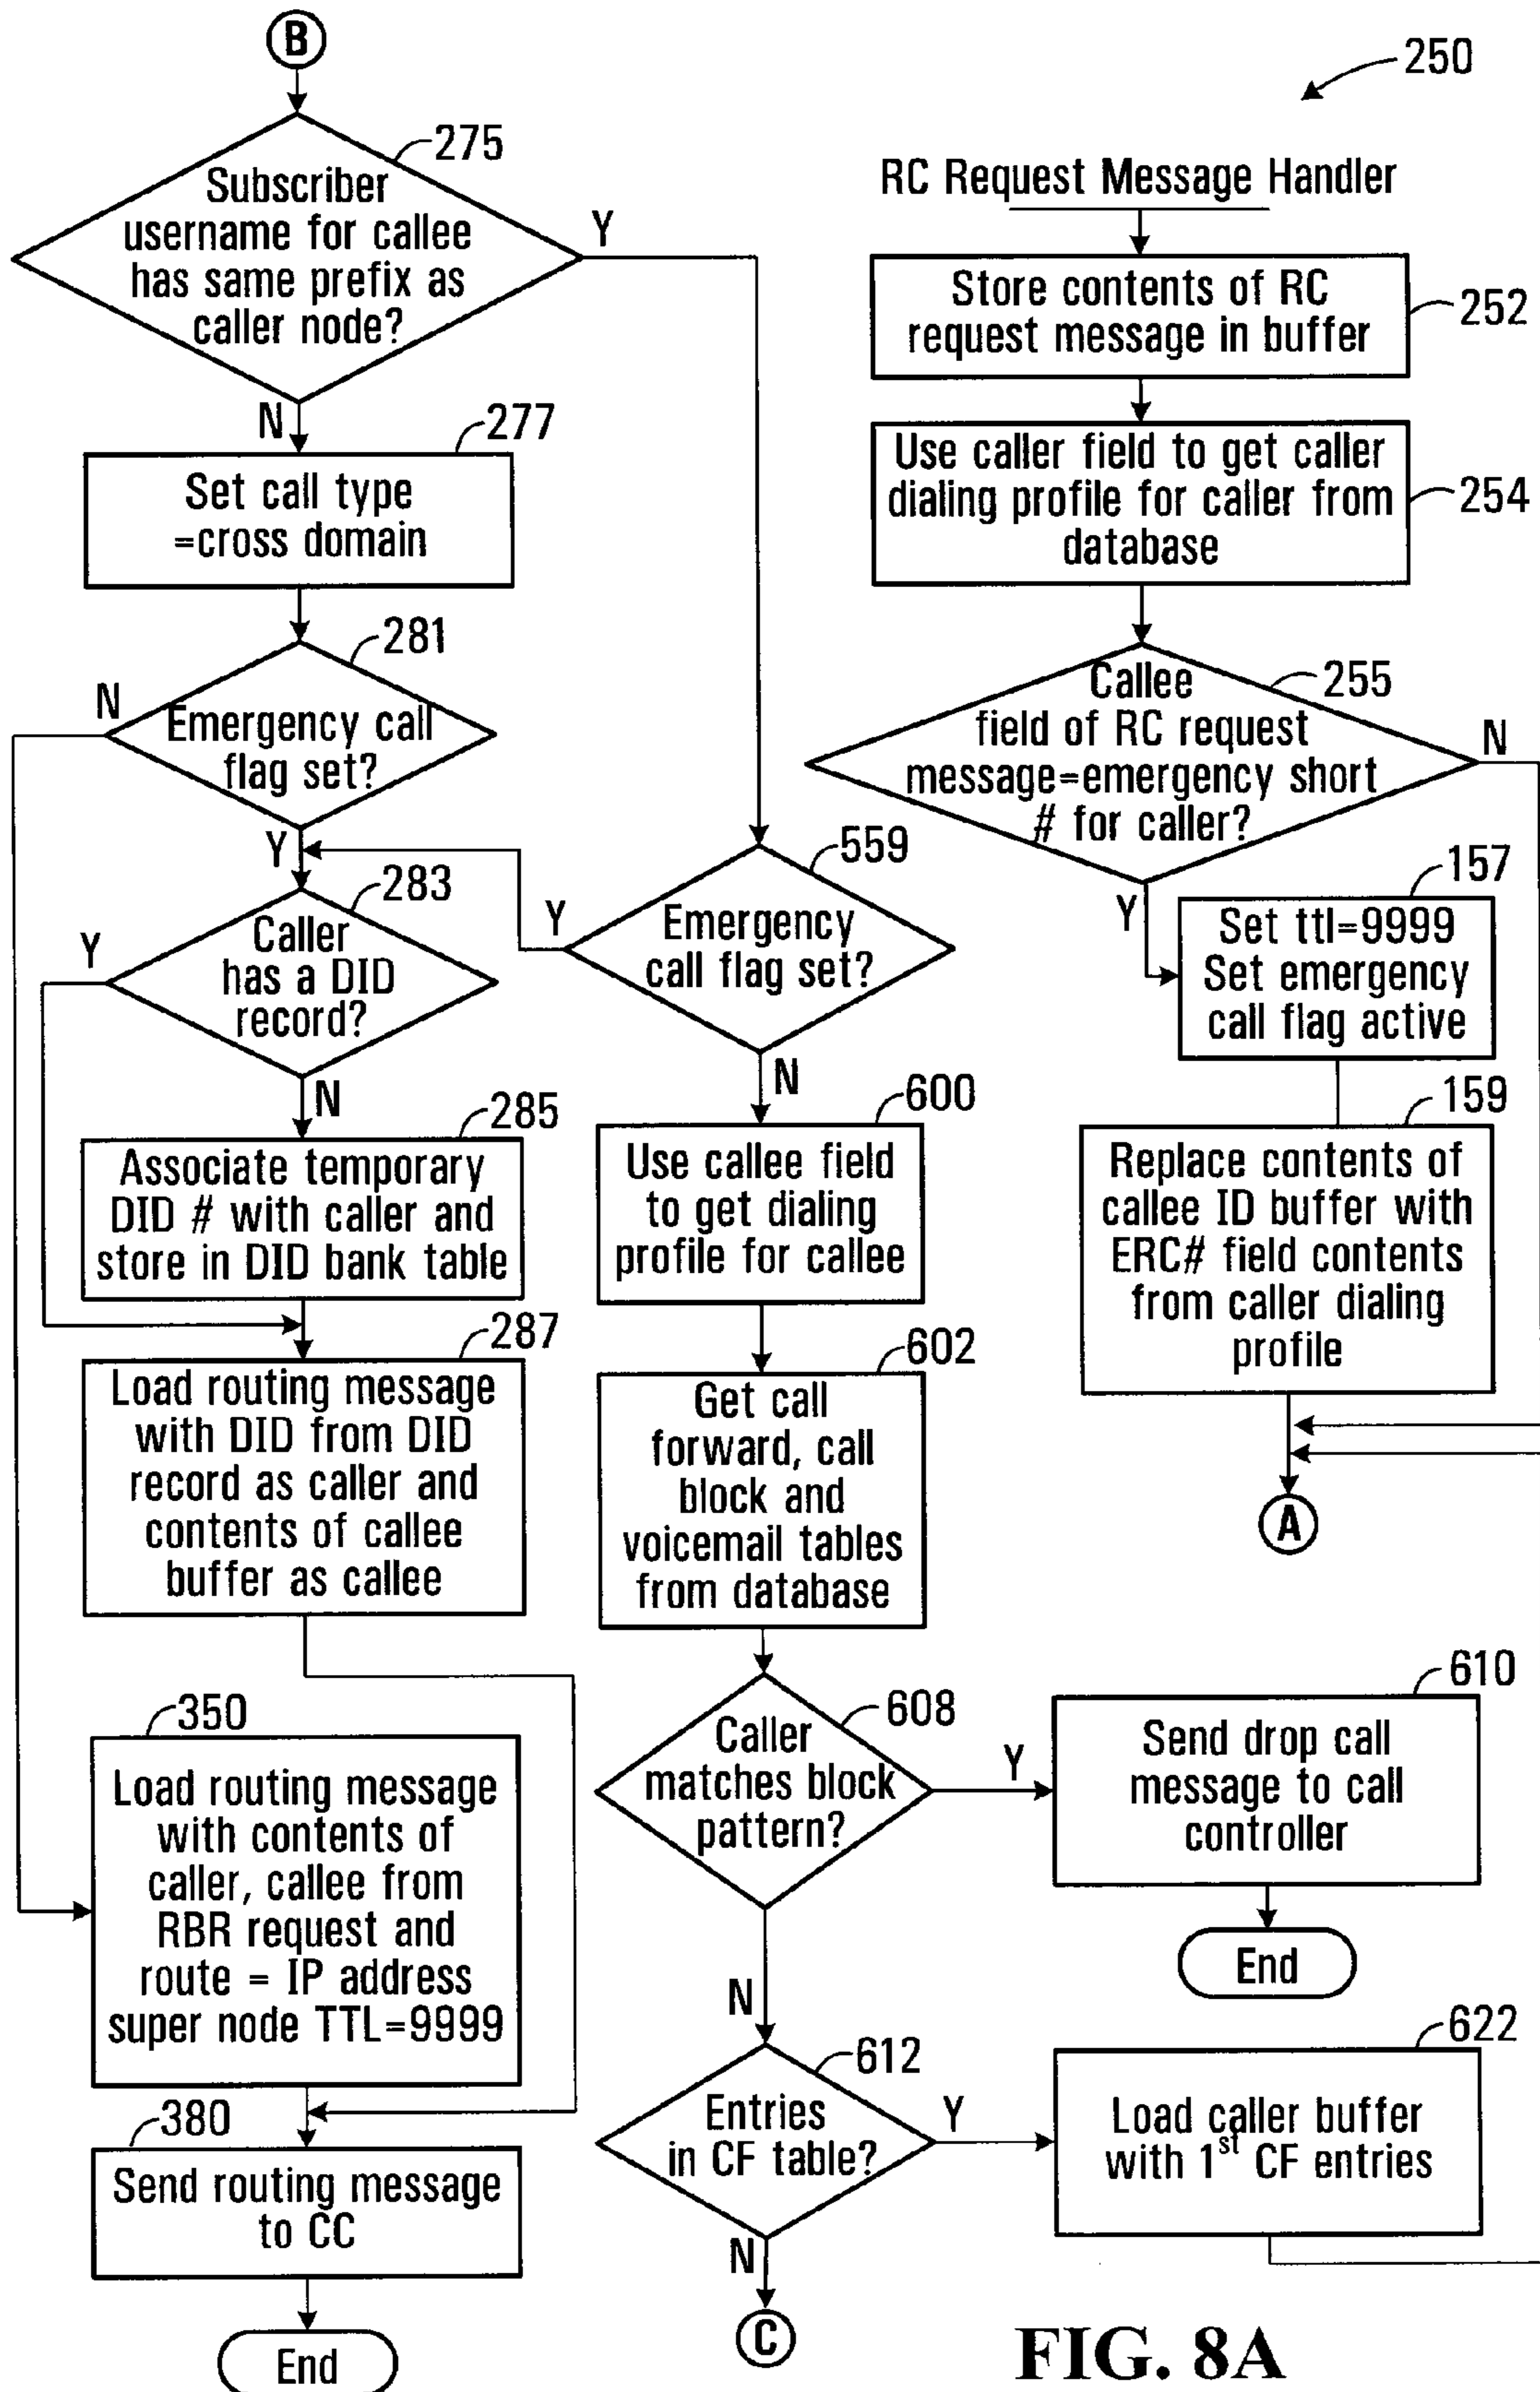 B
275
Subscriber
username for callee
has same prefix as
caller node?
Y
N
277
Set call type
=cross domain
281
N
Emergency call
flag set?
Y
283
Y
Caller
has a DID
record?
N
285
Associate temporary
DID # with caller and
store in DID bank table
287
Load routing message
with DID from DID
record as caller and
contents of callee
buffer as callee
350
Load routing message
with contents of
caller, callee from
RBR request and
route = IP address
super node TTL=9999
380
Send routing message
to CC
End
559
Y
Emergency
call flag set?
N
600
Use callee field
to get dialing
profile for callee
602
Get call
forward, call
block and
voicemail tables
from database
608
Caller
matches block
pattern?
Y
N
610
Send drop call
message to call
controller
End
612
Entries
in CF table?
Y
N
622
Load caller buffer
with 1st CF entries
C
250
RC Request Message Handler
252
Store contents of RC
request message in buffer
254
Use caller field to get caller
dialing profile for caller from
database
255
Callee
field of RC request
message=emergency short
# for caller?
N
Y
157
Set ttl=9999
Set emergency
call flag active
159
Replace contents of
callee ID buffer with
ERC# field contents
from caller dialing
profile
A
FIG. 8A